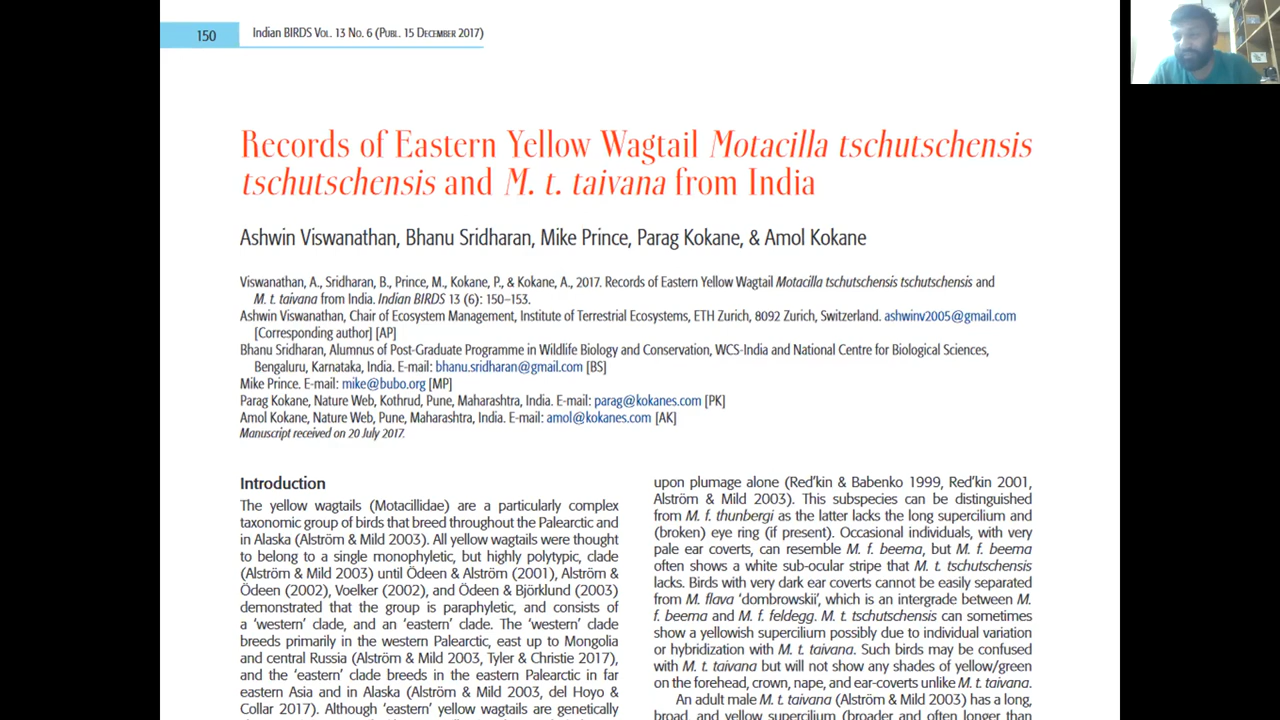 150
Indian BIRDS Vol. 13 No. 6 (Publ. 15 December 2017)
Records of Eastern Yellow Wagtail Motacilla tschutschensis
tschutschensis and M. t. taivana from India
Ashwin Viswanathan, Bhanu Sridharan, Mike Prince, Parag Kokane, & Amol Kokane
Viswanathan, A., Sridharan, B., Prince, M., Kokane, P., & Kokane, A., 2017. Records of Eastern Yellow Wagtail Motacilla tschutschensis tschutschensis and
M. t. taivana from India. Indian BIRDS 13 (6): 150–153.
Ashwin Viswanathan, Chair of Ecosystem Management, Institute of Terrestrial Ecosystems, ETH Zurich, 8092 Zurich, Switzerland. ashwinv2005@gmail.com
[Corresponding author] [AP]
Bhanu Sridharan, Alumnus of Post-Graduate Programme in Wildlife Biology and Conservation, WCS-India and National Centre for Biological Sciences,
Bengaluru, Karnataka, India. E-mail: bhanu.sridharan@gmail.com [BS]
Mike Prince. E-mail: mike@bubo.org [MP]
Parag Kokane, Nature Web, Kothrud, Pune, Maharashtra, India. E-mail: parag@kokanes.com [PK]
Amol Kokane, Nature Web, Pune, Maharashtra, India. E-mail: amol@kokanes.com [AK]
Manuscript received on 20 July 2017.
Introduction
The yellow wagtails (Motacillidae) are a particularly complex
taxonomic group of birds that breed throughout the Palearctic and
in Alaska (Alström & Mild 2003). All yellow wagtails were thought
to belong to a single monophyletic, but highly polytypic, clade
(Alström & Mild 2003) until Ödeen & Alström (2001), Alström &
Ödeen (2002), Voelker (2002), and Ödeen & Björklund (2003)
demonstrated that the group is paraphyletic, and consists of
a ‘western’ clade, and an ‘eastern’ clade. The ‘western’ clade
breeds primarily in the western Palearctic, east up to Mongolia
and central Russia (Alström & Mild 2003, Tyler & Christie 2017),
and the ‘eastern’ clade breeds in the eastern Palearctic in far
eastern Asia and in Alaska (Alström & Mild 2003, del Hoyo &
Collar 2017). Although ‘eastern’ yellow wagtails are genetically
upon plumage alone (Red’kin & Babenko 1999, Red’kin 2001,
Alström & Mild 2003). This subspecies can be distinguished
from M. f. thunbergi as the latter lacks the long supercilium and
(broken) eye ring (if present). Occasional individuals, with very
pale ear coverts, can resemble M. f. beema, but M. f. beema
often shows a white sub-ocular stripe that M. t. tschutschensis
lacks. Birds with very dark ear coverts cannot be easily separated
from M. flava ‘dombrowskii’, which is an intergrade between M.
f. beema and M. f. feldegg. M. t. tschutschensis can sometimes
show a yellowish supercilium possibly due to individual variation
or hybridization with M. t. taivana. Such birds may be confused
with M. t. taivana but will not show any shades of yellow/green
on the forehead, crown, nape, and ear-coverts unlike M. t. taivana.
An adult male M. t. taivana (Alström & Mild 2003) has a long,
broad, and yellow supercilium (broader and often longer than